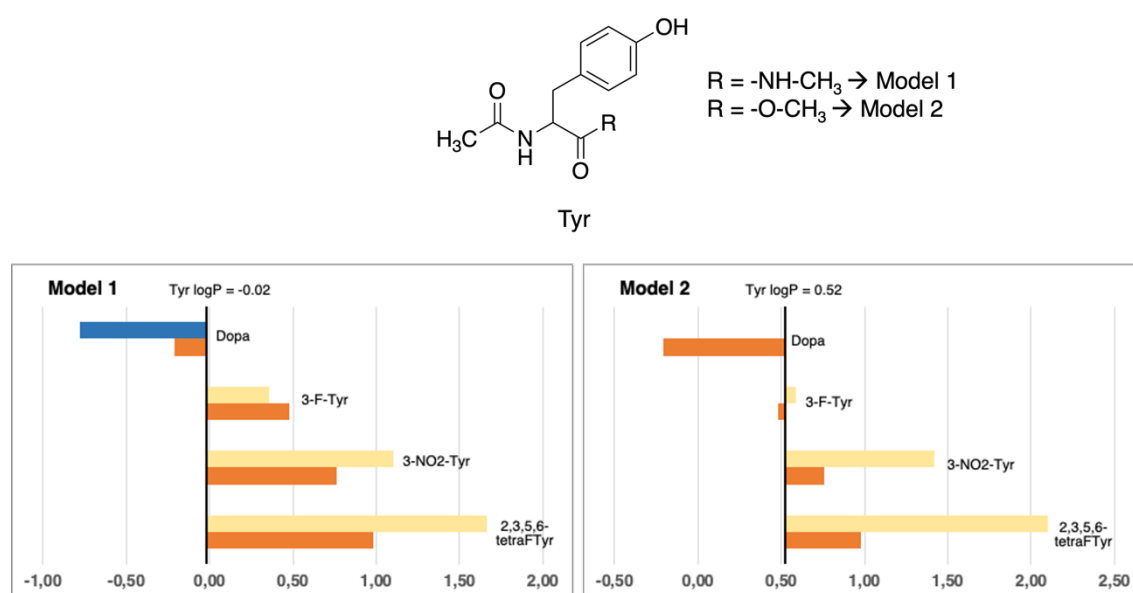 OH
O
R
H3C
N
H
O
R = -NH-CH3 → Model 1
R = -O-CH3 → Model 2
Tyr
Model 1
Tyr logP = -0.02
Dopa
3-F-Tyr
3-NO2-Tyr
2,3,5,6-
tetraFTyr
-1,00 -0,50 0,00 0,50 1,00 1,50 2,00
Model 2
Tyr logP = 0.52
Dopa
3-F-Tyr
3-NO2-Tyr
2,3,5,6-
tetraFTyr
-0,50 0,00 0,50 1,00 1,50 2,00 2,50